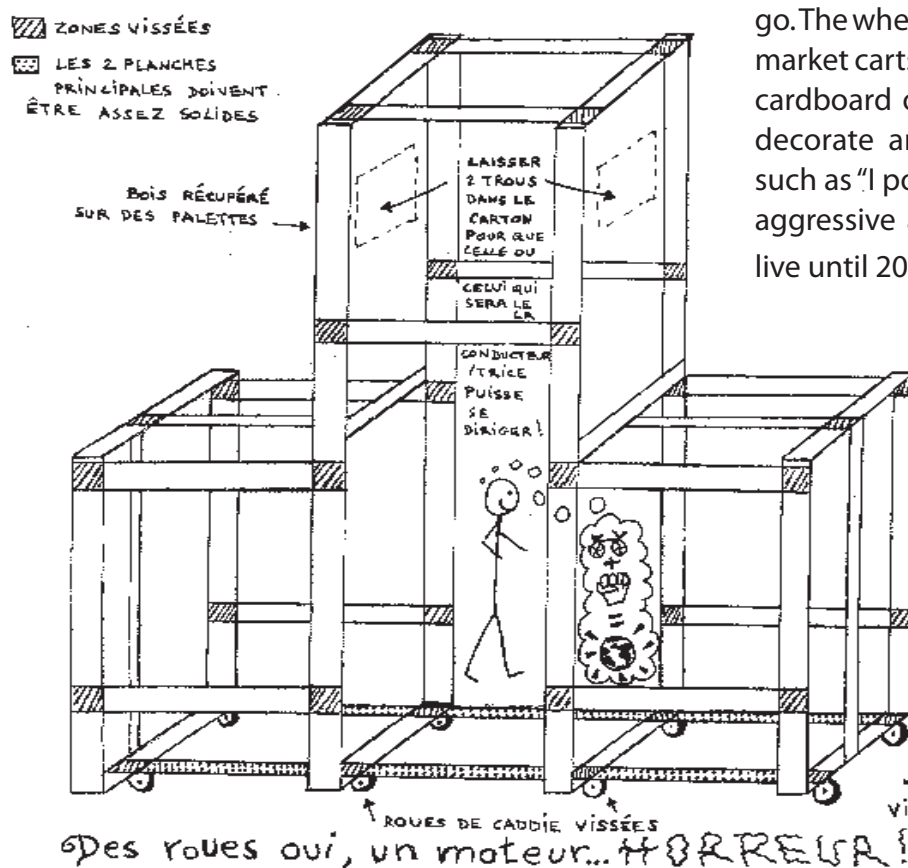 ZONES VISSÉES
LES 2 PLANCHES
PRINCIPALES DOIVENT
ÊTRE ASSEZ SOLIDES
BOIS RÉCUPÉRÉ
SUR DES PALETTES
LAISSER
2 TROUS
DANS LE
CARTON
POUR QUE
CELLE OU
CELUI QUI
SERA LE
LA
CONDUCTEUR
/TRICE
PUISSE
SE
DIRIGER!
go. The
market carts
cardboard
decorate
such as “I
aggressive
live until 20
ROUES DE CADDIE VISSÉES
Des roues oui, un moteur... HORREUR